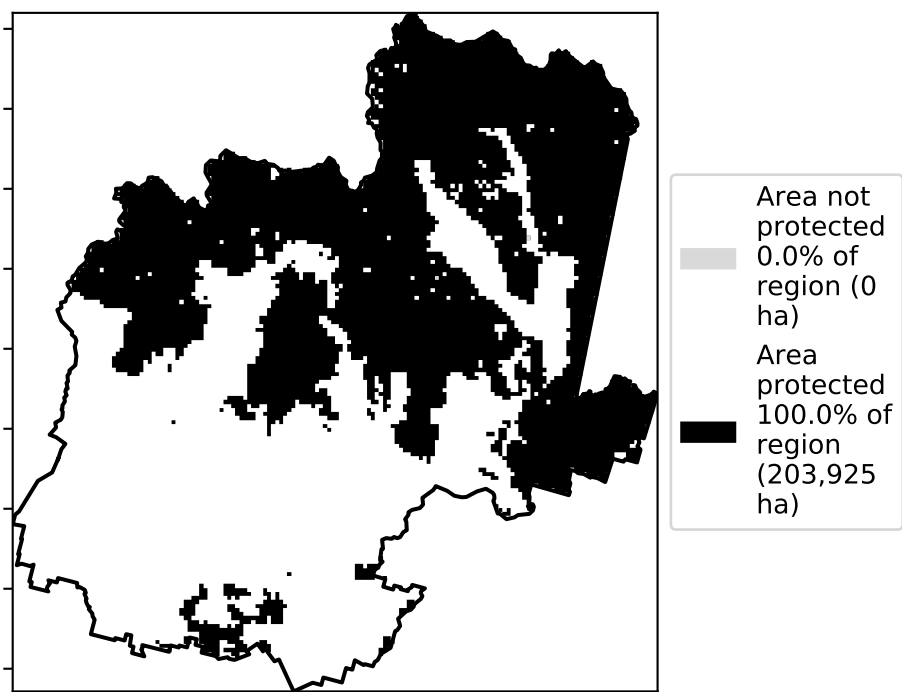 Area not
protected
0.0% of
region (0
ha)
Area
protected
100.0% of
region
(203,925
ha)